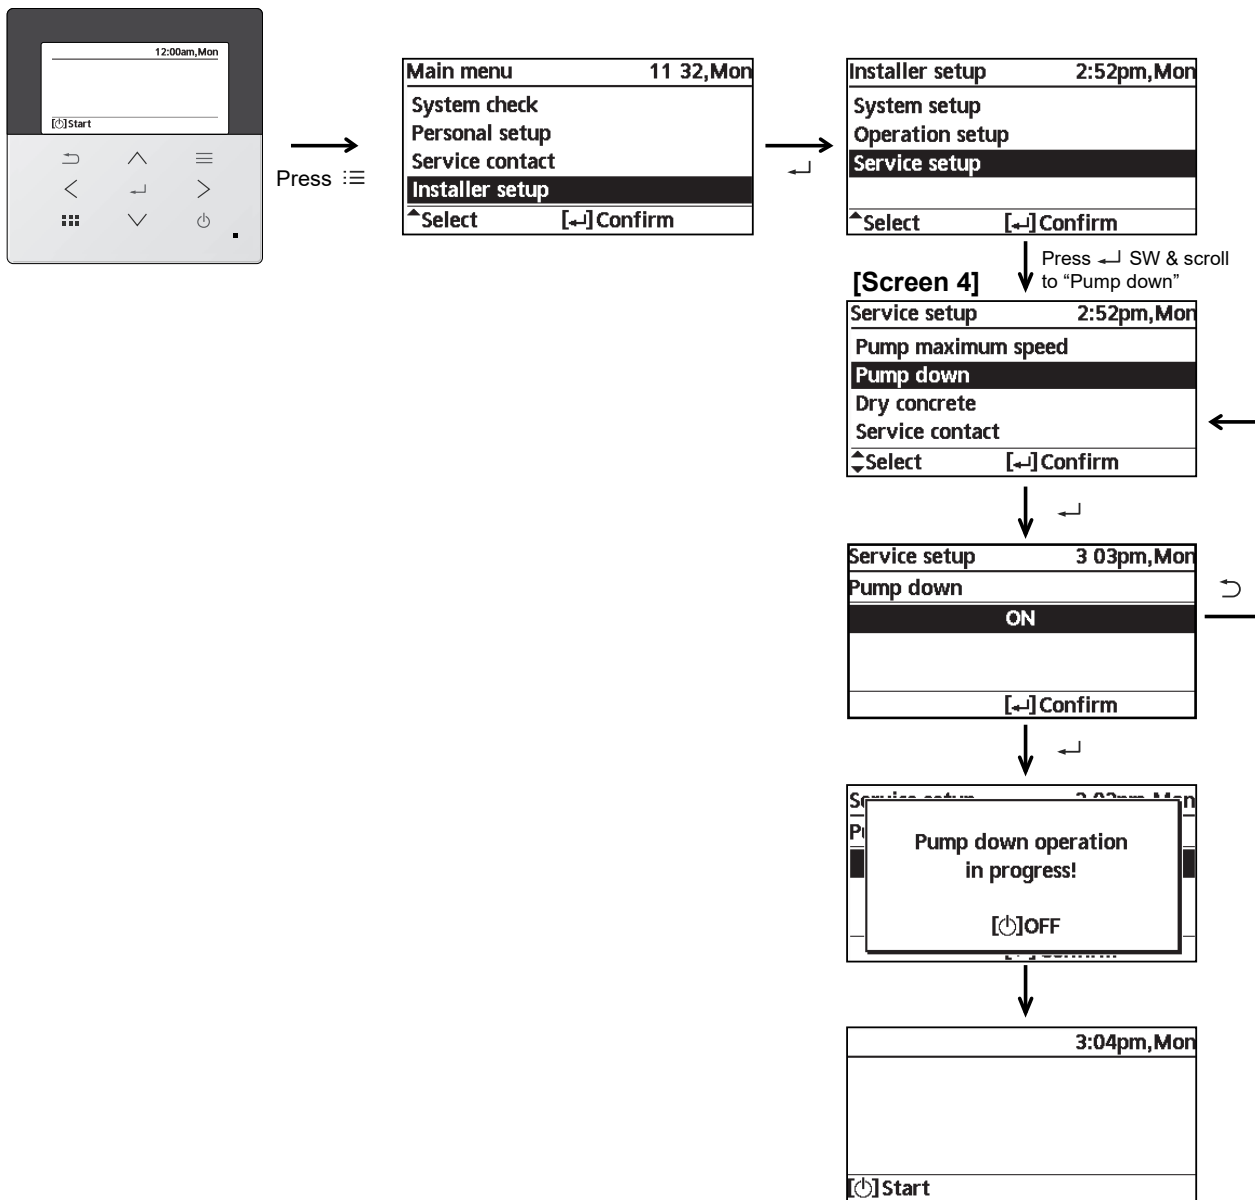 12:00am,Mon
[⏻]Start
Press
Main menu 11 32,Mon
System check
Personal setup
Service contact
Installer setup
Select [↵]Confirm
Installer setup 2:52pm,Mon
System setup
Operation setup
Service setup
Select [↵]Confirm
Press ↵ SW & scroll
to “Pump down”
[Screen 4]
Service setup 2:52pm,Mon
Pump maximum speed
Pump down
Dry concrete
Service contact
Select [↵]Confirm
Service setup 3 03pm,Mon
Pump down
ON
[↵]Confirm
Pump down operation
in progress!
[⏻]OFF
3:04pm,Mon
[⏻]Start